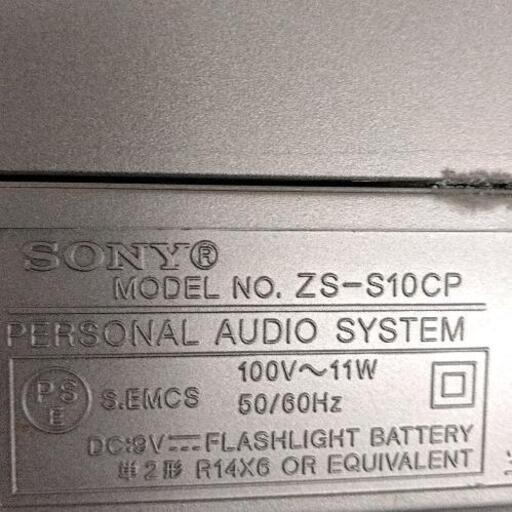 SONY®
MODEL NO. ZS-S10CP
PERSONAL AUDIO SYSTEM
PSE S.EMCS 100V～11W
50/60Hz
DC:9V⎓FLASHLIGHT BATTERY
単2形 R14X6 OR EQUIVALENT